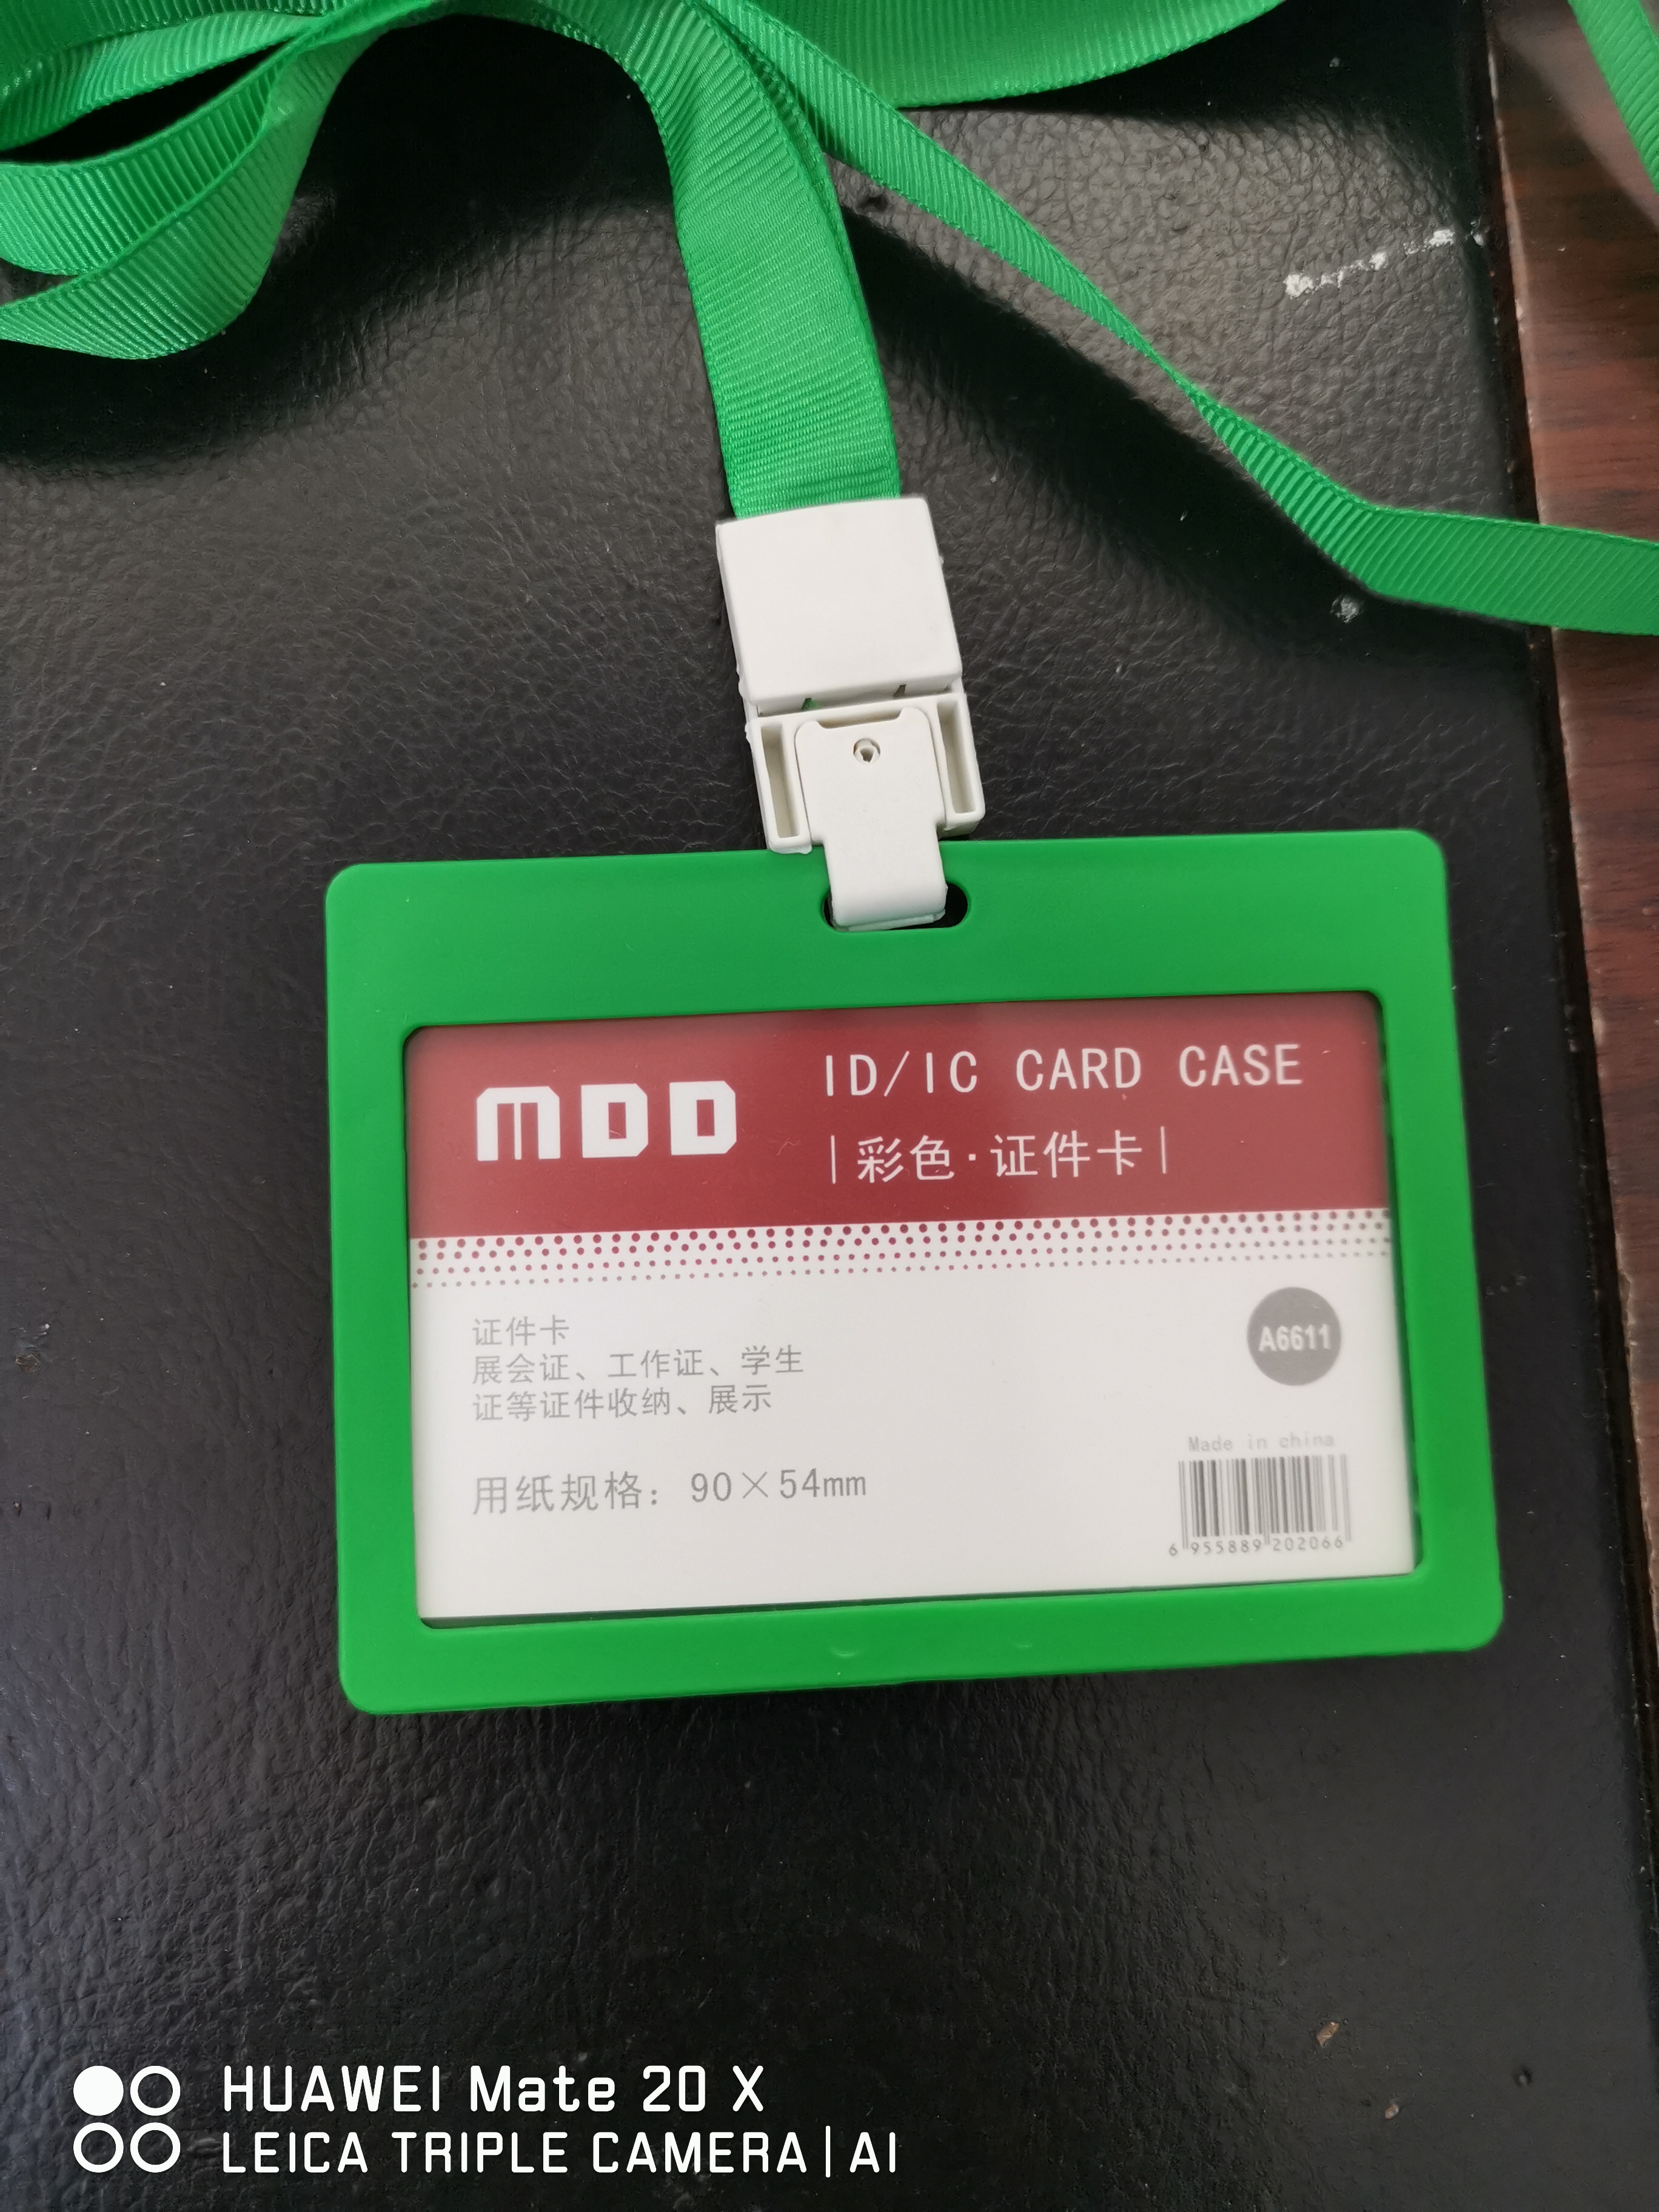 MDD
ID/IC CARD CASE
|彩色·证件卡|
证件卡
展会证、工作证、学生
证等证件收纳、展示
A6611
用纸规格：90×54mm
Made in china
6 955889 202066
HUAWEI Mate 20 X
LEICA TRIPLE CAMERA | AI